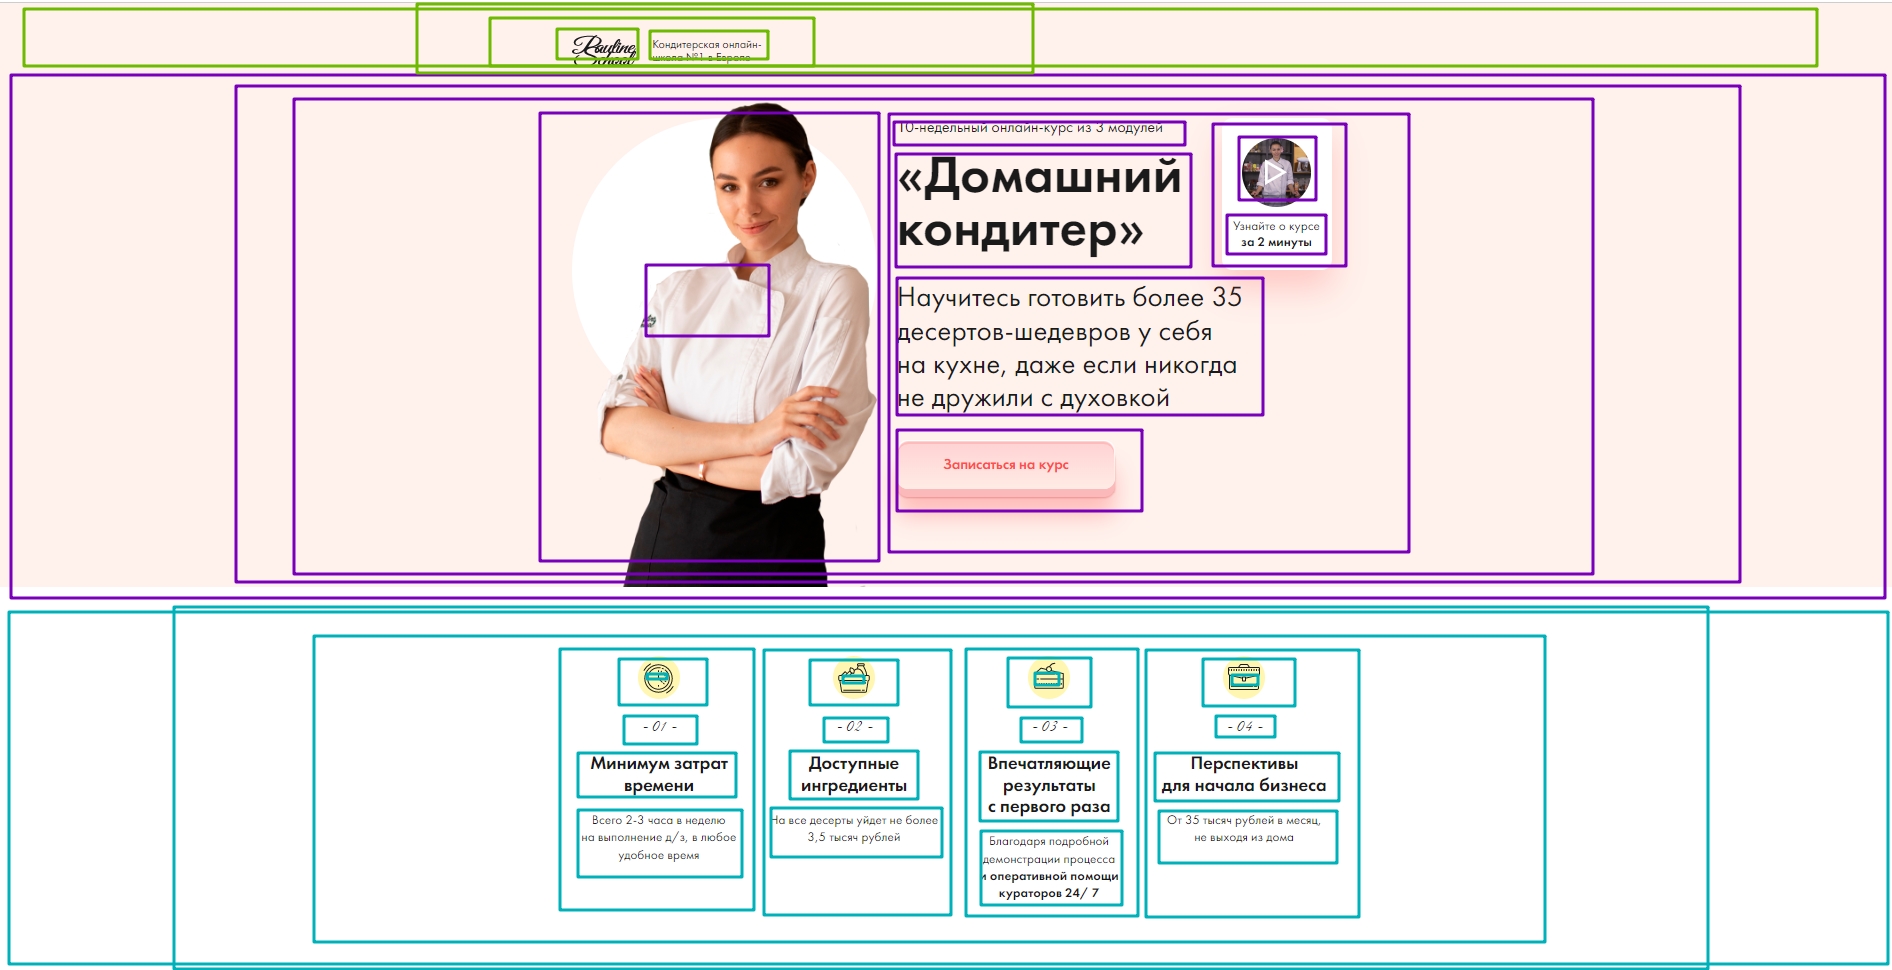 Pauline
School
Кондитерская онлайн-
школа №1 в Европе
10-недельный онлайн-курс из 3 модулей
«Домашний
кондитер»
Узнайте о курсе
за 2 минуты
Научитесь готовить более 35
десертов-шедевров у себя
на кухне, даже если никогда
не дружили с духовкой
Записаться на курс
- 01 -
Минимум затрат
времени
Всего 2-3 часа в неделю
на выполнение д/з, в любое
удобное время
- 02 -
Доступные
ингредиенты
На все десерты уйдет не более
3,5 тысяч рублей
- 03 -
Впечатляющие
результаты
с первого раза
Благодаря подробной
демонстрации процесса
и оперативной помощи
кураторов 24/ 7
- 04 -
Перспективы
для начала бизнеса
От 35 тысяч рублей в месяц,
не выходя из дома